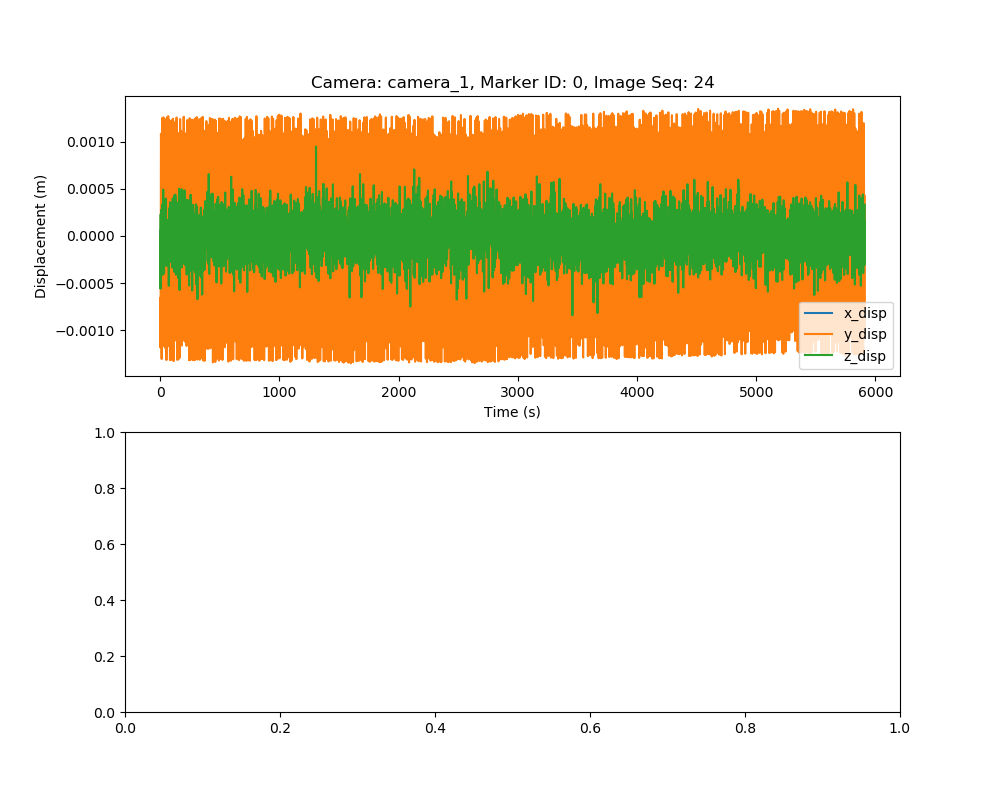 Camera: camera_1, Marker ID: 0, Image Seq: 24
Displacement (m)
0.0010
0.0005
0.0000
−0.0005
−0.0010
x_disp
y_disp
z_disp
0 1000 2000 3000 4000 5000 6000
Time (s)
1.0
0.8
0.6
0.4
0.2
0.0
0.0 0.2 0.4 0.6 0.8 1.0